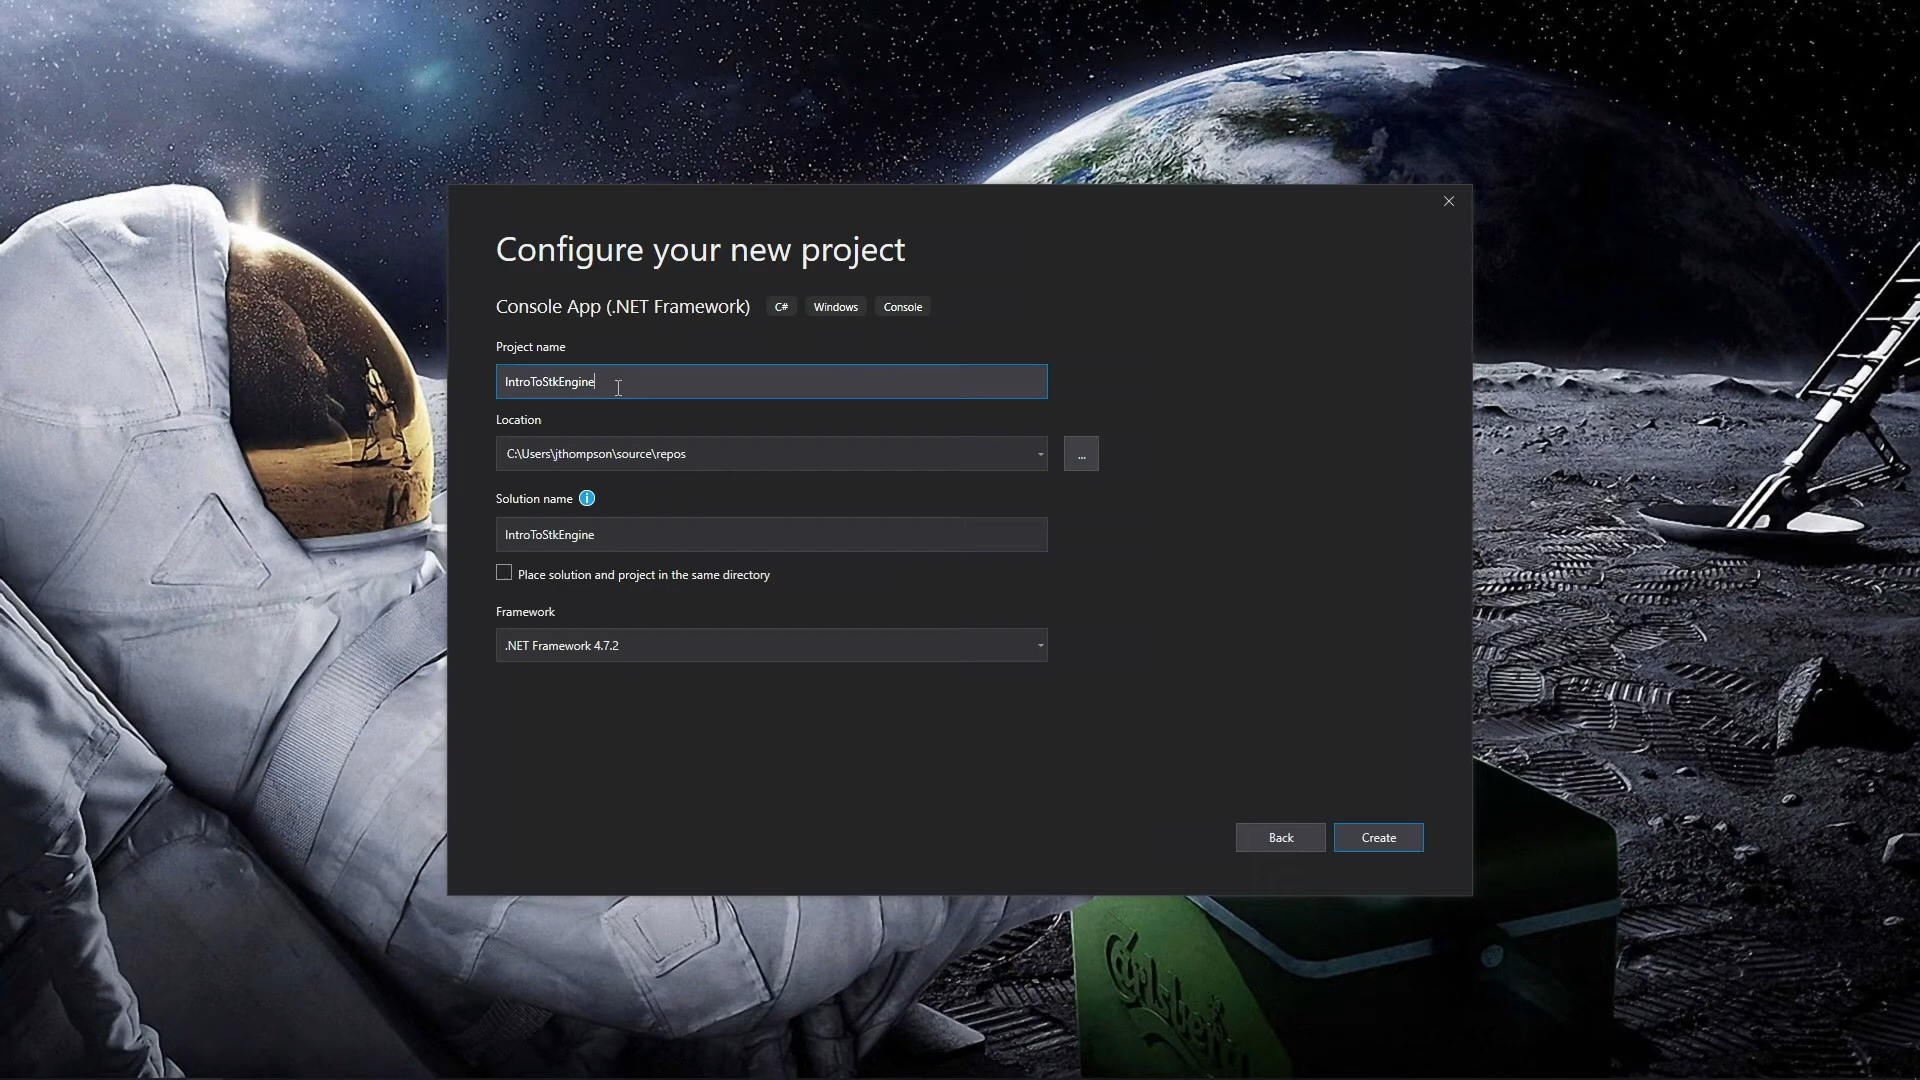 Configure your new project
Console App (.NET Framework) C# Windows Console
Project name
IntroToStkEngine
Location
C:\Users\jthompson\source\repos
...
Solution name
IntroToStkEngine
Place solution and project in the same directory
Framework
.NET Framework 4.7.2
Back Create
Carlsberg